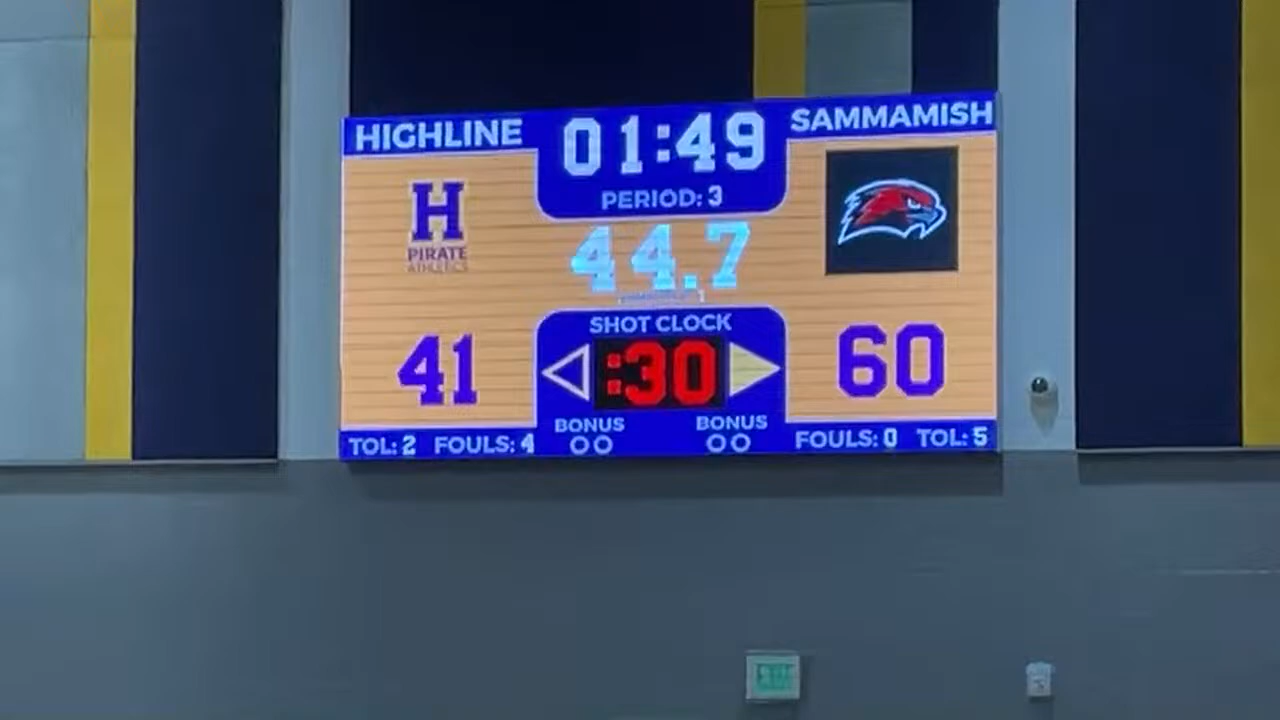 HIGHLINE
01:49
SAMMAMISH
PERIOD: 3
H
PIRATE
ATHLETICS
44.7
SHOT CLOCK
41
:30
60
BONUS
BONUS
TOL: 2 FOULS: 4
FOULS: 0 TOL: 5